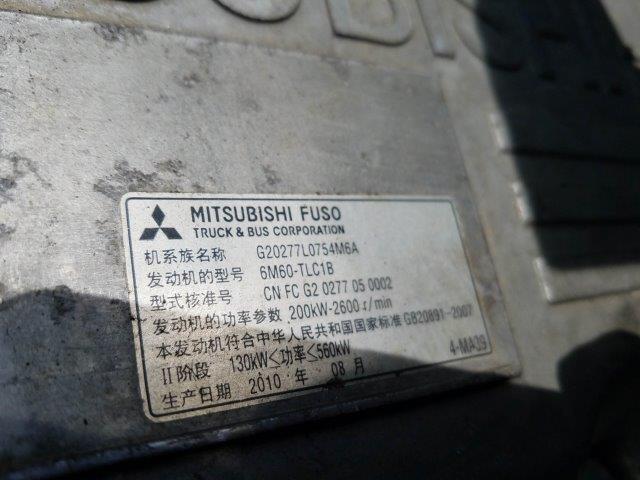 UBISH
MITSUBISHI FUSO
TRUCK & BUS CORPORATION
机系族名称 G20277L0754M6A
发动机的型号 6M60-TLC1B
型式核准号 CN FC G2 0277 05 0002
发动机的功率参数 200kW-2600 r/min
本发动机符合中华人民共和国国家标准 GB20891-2007
II阶段 130kW≤功率≤560kW 4-MA39
生产日期 2010 年 08 月